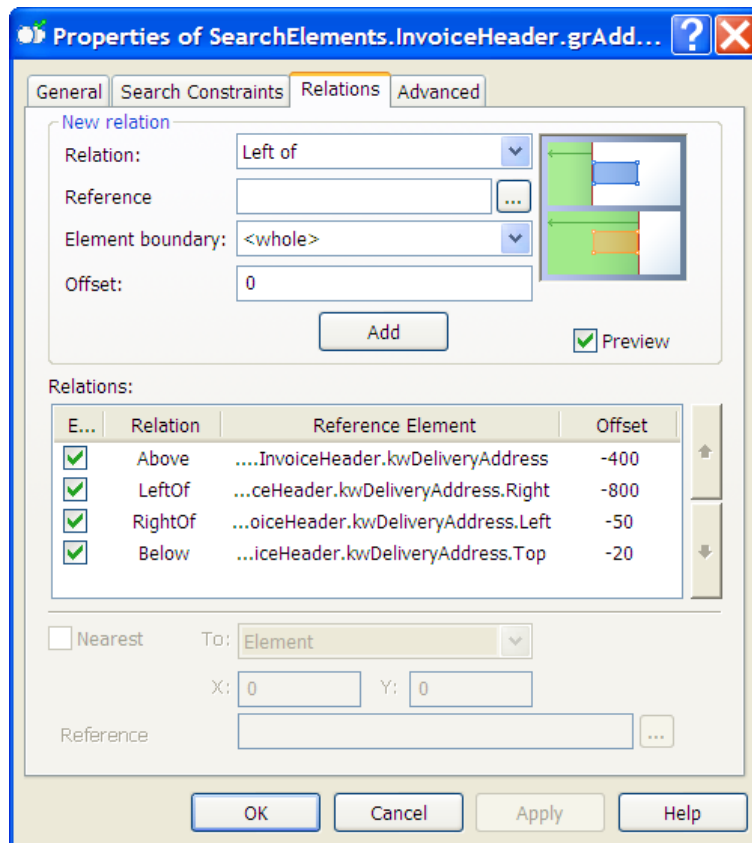 Properties of SearchElements.InvoiceHeader.grAdd...
General Search Constraints Relations Advanced
New relation
Relation: Left of
Reference ...
Element boundary: <whole>
Offset: 0
Add
Preview
Relations:
E... Relation Reference Element Offset
Above ....InvoiceHeader.kwDeliveryAddress -400
LeftOf ...ceHeader.kwDeliveryAddress.Right -800
RightOf ...oiceHeader.kwDeliveryAddress.Left -50
Below ...iceHeader.kwDeliveryAddress.Top -20
Nearest To: Element
X: 0 Y: 0
Reference ...
OK Cancel Apply Help